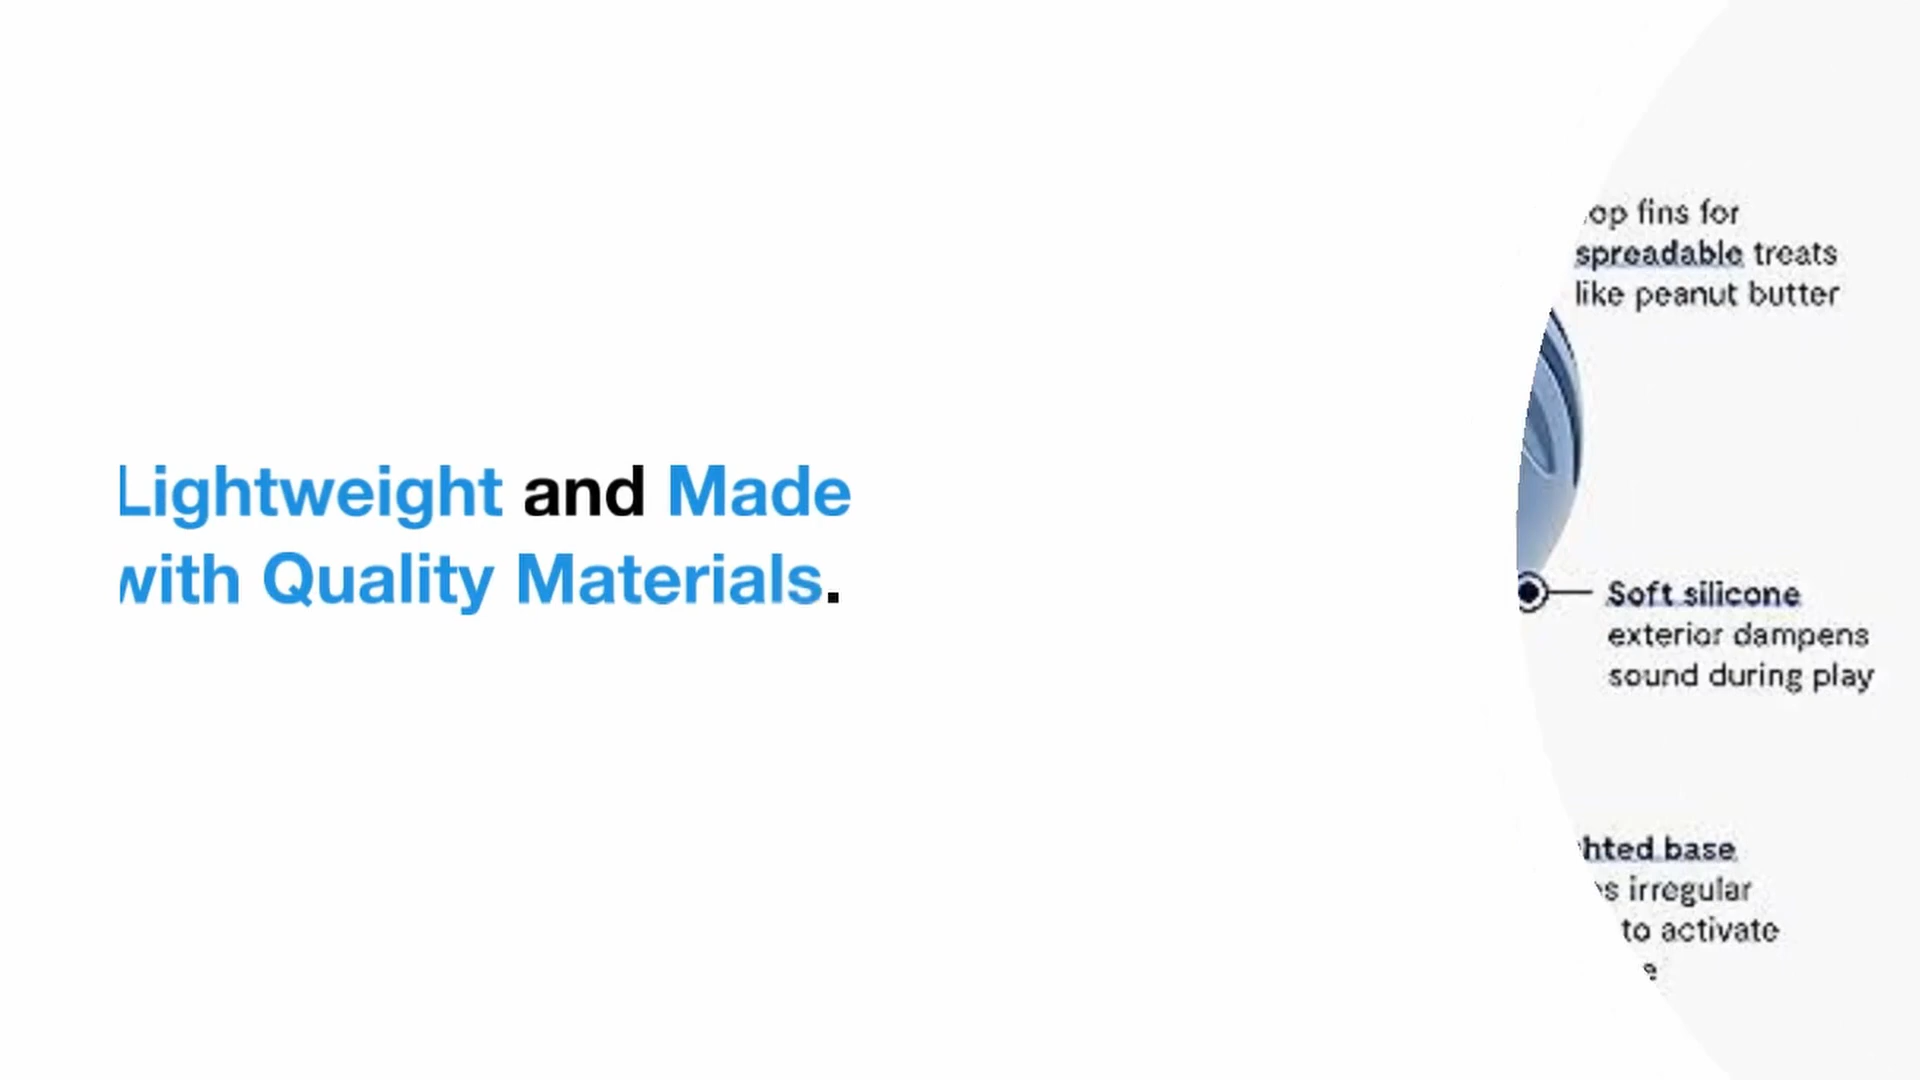 Lightweight and Made
with Quality Materials.
op fins for
spreadable treats
like peanut butter
Soft silicone
exterior dampens
sound during play
hted base
s irregular
to activate
e